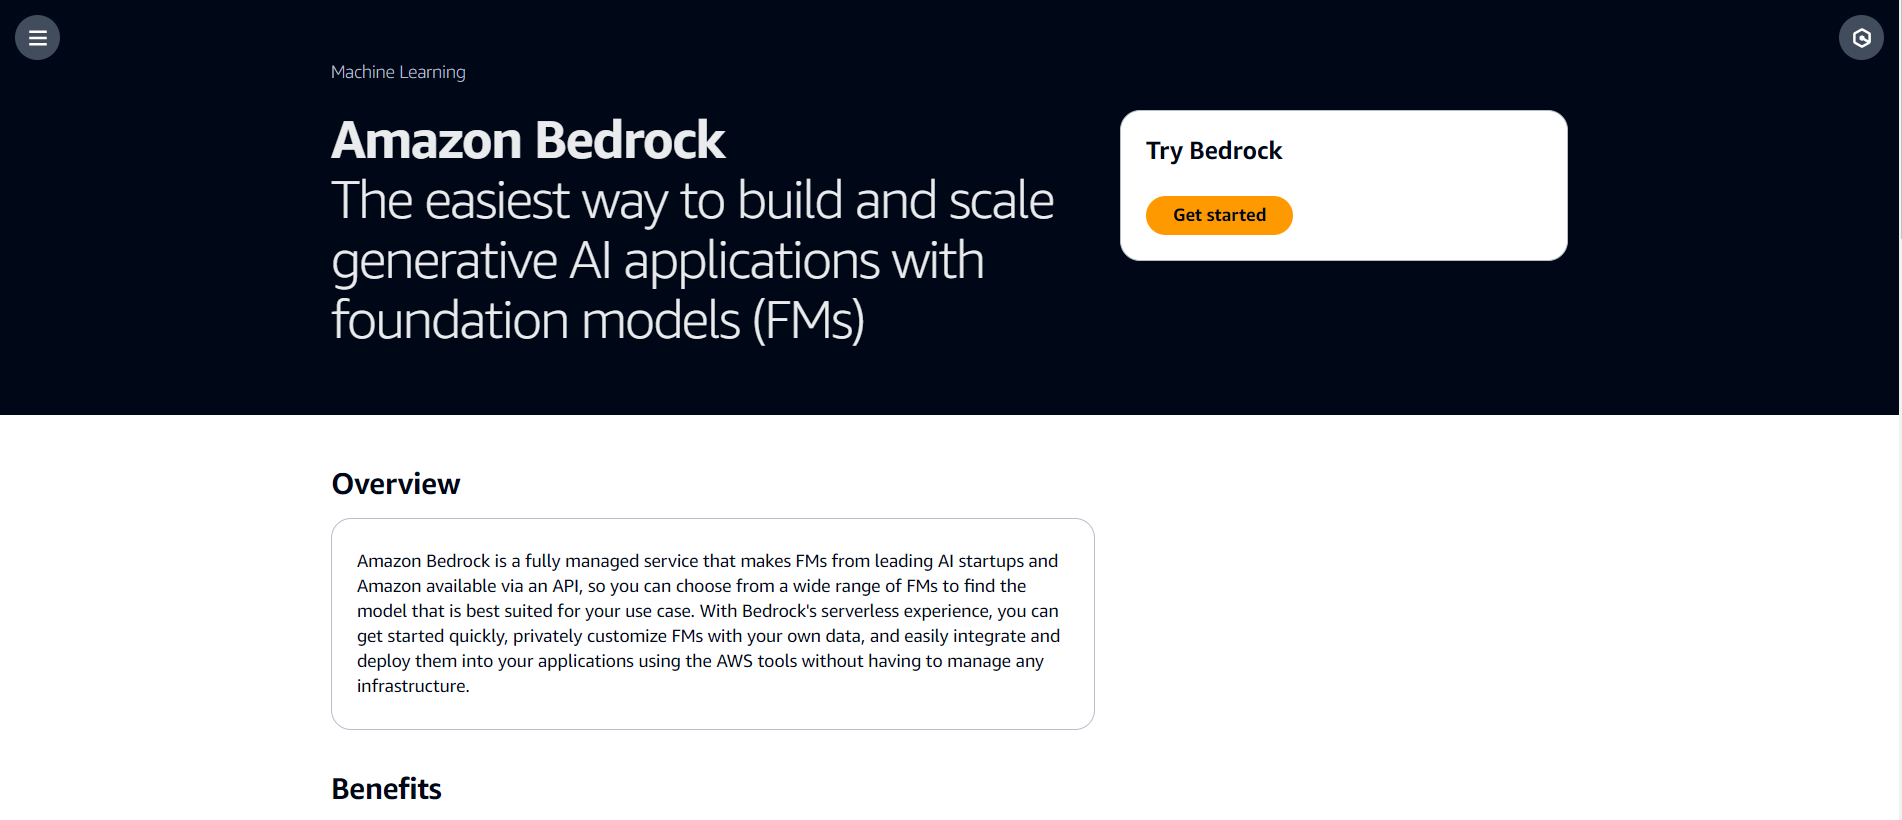 Machine Learning
Amazon Bedrock
The easiest way to build and scale
generative AI applications with
foundation models (FMs)
Try Bedrock
Get started
Overview
Amazon Bedrock is a fully managed service that makes FMs from leading AI startups and
Amazon available via an API, so you can choose from a wide range of FMs to find the
model that is best suited for your use case. With Bedrock's serverless experience, you can
get started quickly, privately customize FMs with your own data, and easily integrate and
deploy them into your applications using the AWS tools without having to manage any
infrastructure.
Benefits